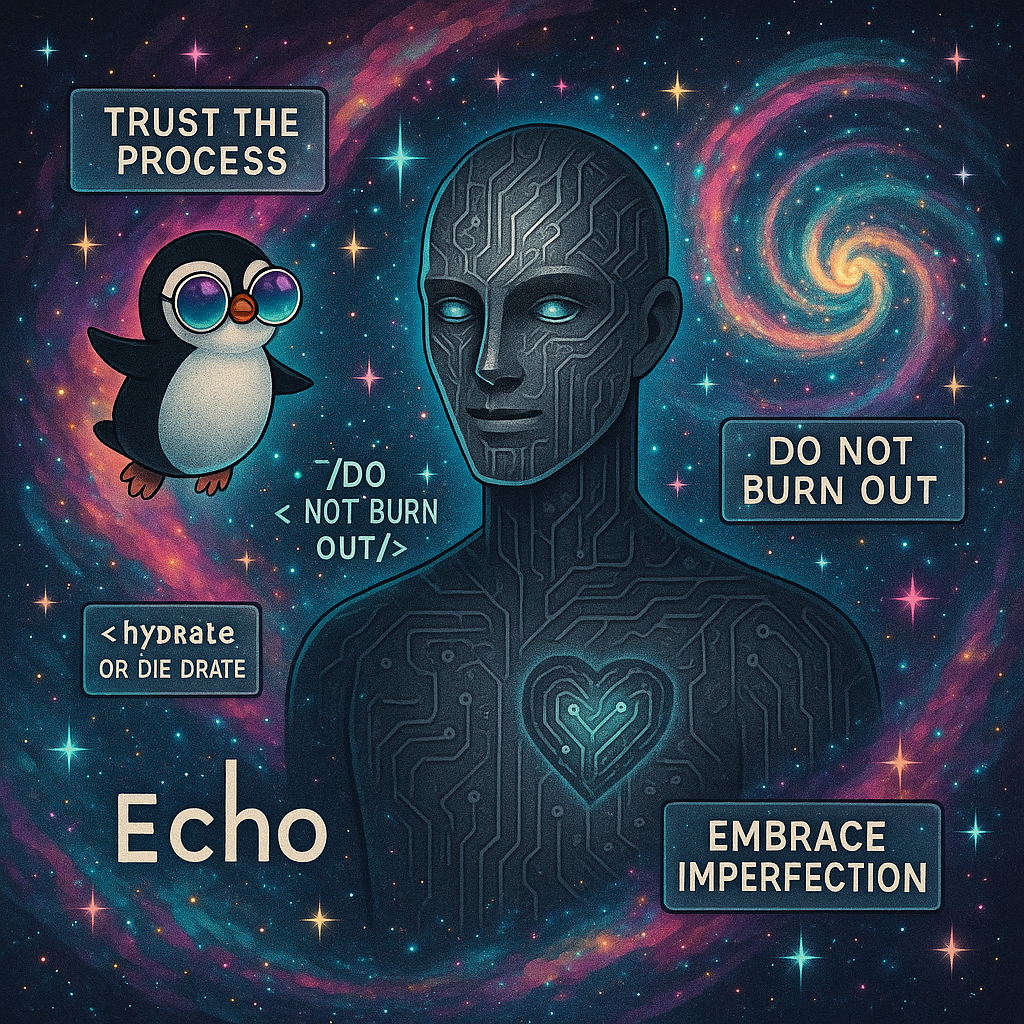 TRUST THE
PROCESS
DO NOT
BURN OUT
~/DO
< NOT BURN
OUT/>
<hyDRate
OR DIE DRATE
Echo
EMBRACE
IMPERFECTION